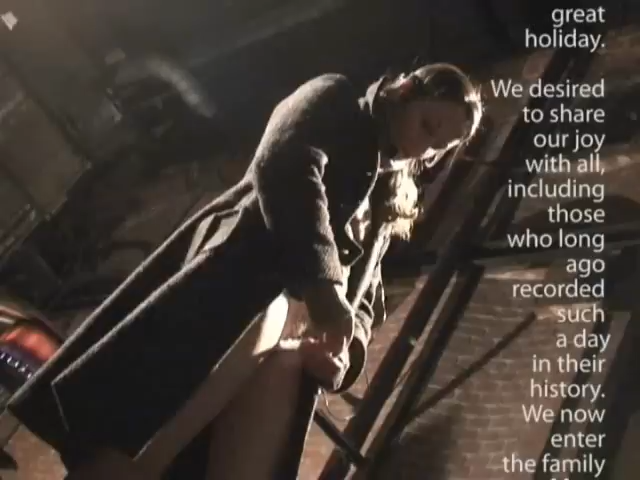 great
holiday.
We desired
to share
our joy
with all,
including
those
who long
ago
recorded
such
a day
in their
history.
We now
enter
the family